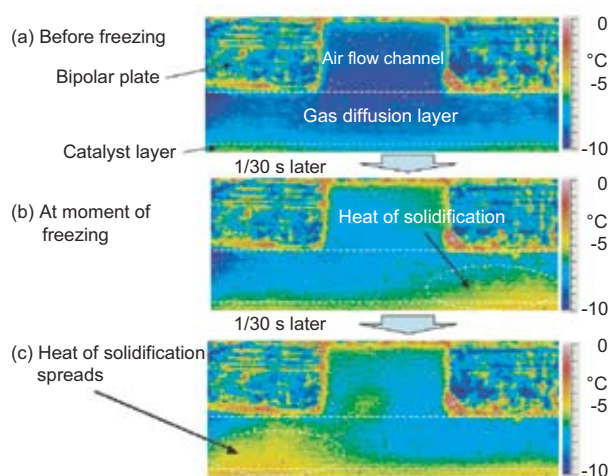 (a) Before freezing
Bipolar plate
Catalyst layer
Air flow channel
Gas diffusion layer
0
°C
-5
-10
1/30 s later
(b) At moment of
freezing
Heat of solidification
0
°C
-5
-10
1/30 s later
(c) Heat of solidification
spreads
0
°C
-5
-10